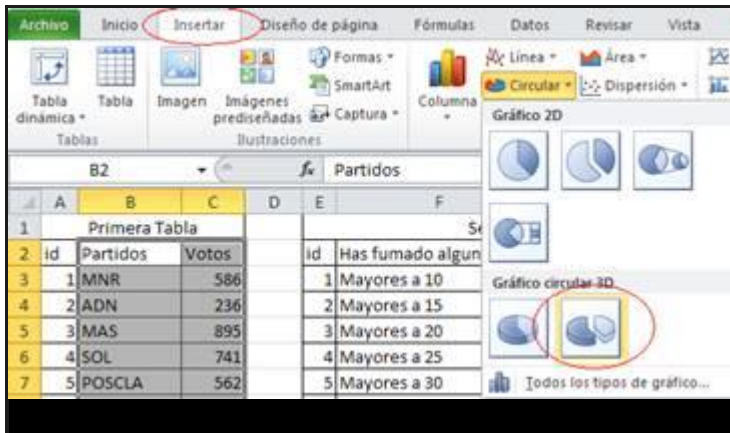 Archivo Inicio Insertar Diseño de página Fórmulas Datos Revisar Vista
Tabla dinámica
Tabla
Imagen
Imágenes prediseñadas
Formas
SmartArt
Captura
Columna
Línea
Área
Circular
Dispersión
Tablas
Ilustraciones
Gráfico 2D
B2 fx Partidos
A B C D E F
1 Primera Tabla
2 id Partidos Votos id Has fumado algun
3 1 MNR 586 1 Mayores a 10
4 2 ADN 236 2 Mayores a 15
5 3 MAS 895 3 Mayores a 20
6 4 SOL 741 4 Mayores a 25
7 5 POSCLA 562 5 Mayores a 30
Gráfico circular 3D
Todos los tipos de gráfico...